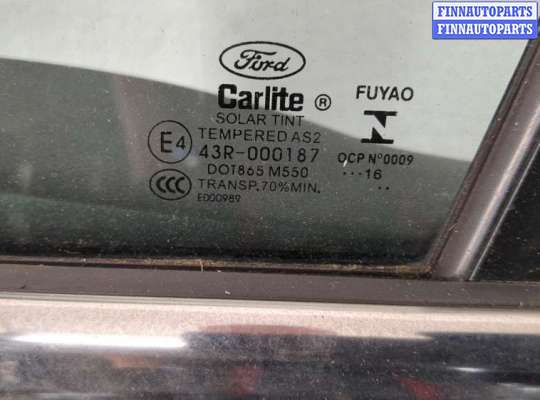 FINNAUTOPARTS
FINNAUTOPARTS
Ford
Carlite ®
SOLAR TINT
TEMPERED AS2
E4 43R-000187
DOT865 M550
CCC TRANSP. 70% MIN.
E000989
FUYAO
OCP N°0009
...16
..